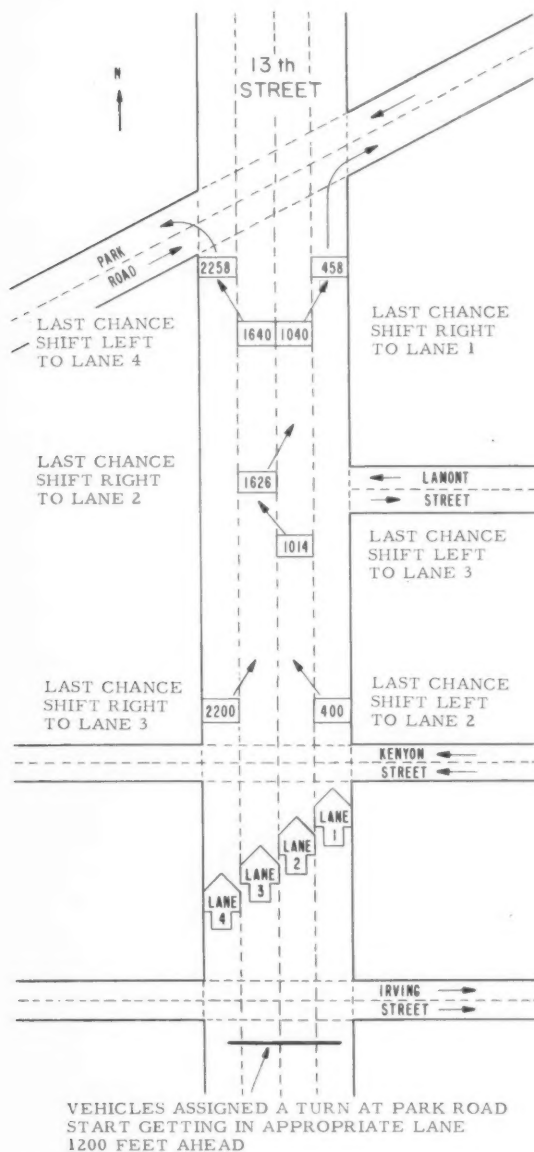 13th
STREET
N
PARK
ROAD
2258
458
LAST CHANCE
SHIFT LEFT
TO LANE 4
1640
1040
LAST CHANCE
SHIFT RIGHT
TO LANE 1
LAST CHANCE
SHIFT RIGHT
TO LANE 2
1626
LAMONT
STREET
1014
LAST CHANCE
SHIFT LEFT
TO LANE 3
LAST CHANCE
SHIFT RIGHT
TO LANE 3
2200
400
LAST CHANCE
SHIFT LEFT
TO LANE 2
KENYON
STREET
LANE
1
LANE
2
LANE
3
LANE
4
IRVING
STREET
VEHICLES ASSIGNED A TURN AT PARK ROAD
START GETTING IN APPROPRIATE LANE
1200 FEET AHEAD